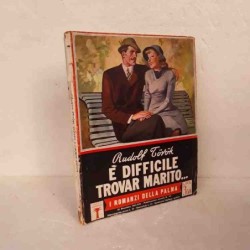 Rudolf Török
È DIFFICILE
TROVAR MARITO...
I ROMANZI DELLA PALMA